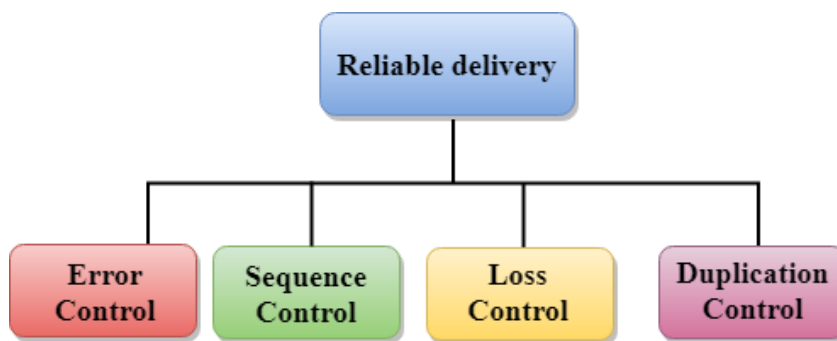 Reliable delivery
Error
Control
Sequence
Control
Loss
Control
Duplication
Control